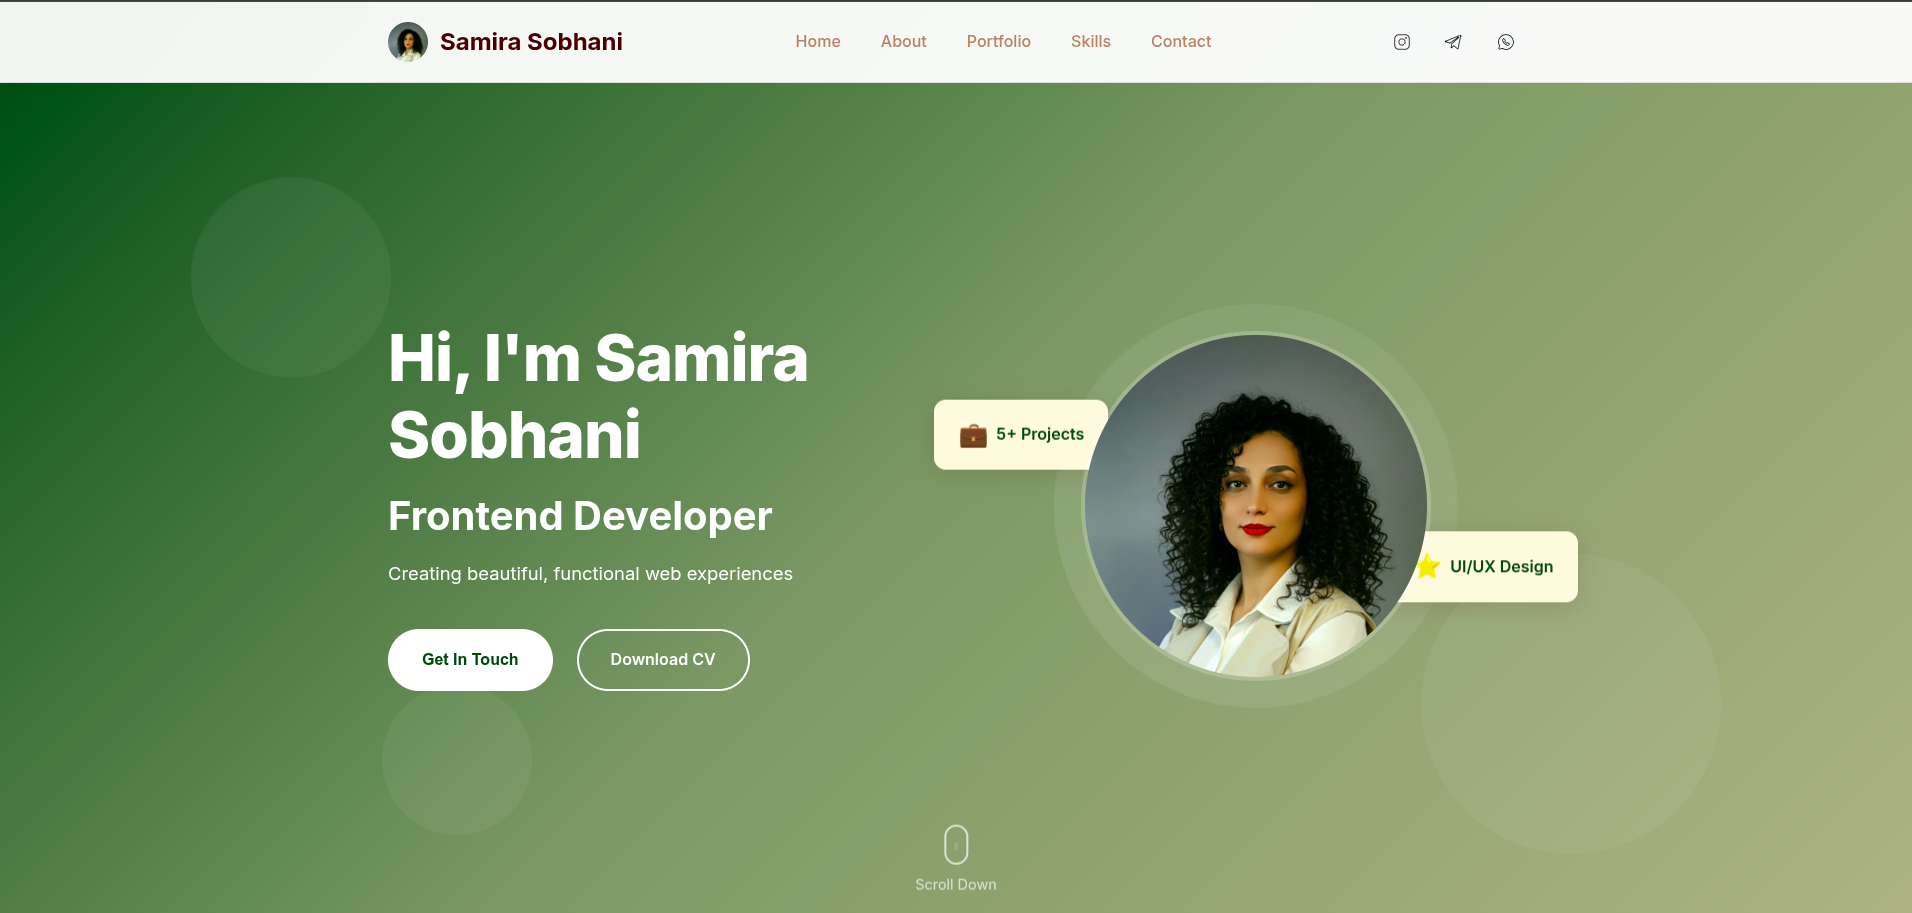 Samira Sobhani
Home
About
Portfolio
Skills
Contact
Hi, I'm Samira
Sobhani
Frontend Developer
Creating beautiful, functional web experiences
Get In Touch
Download CV
5+ Projects
UI/UX Design
Scroll Down